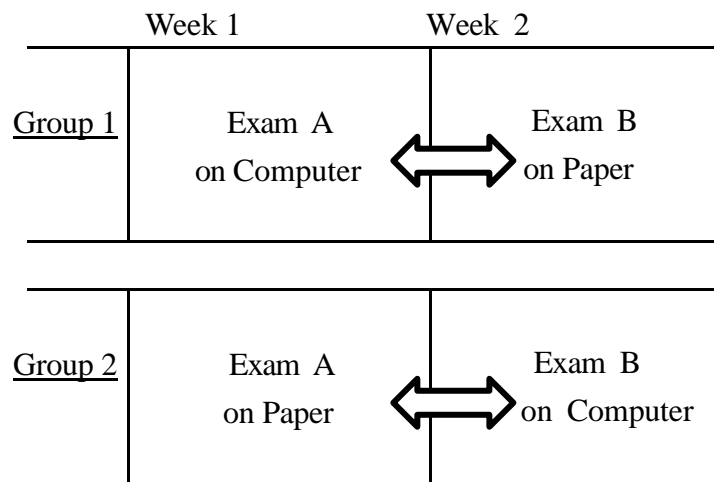 Week 1 Week 2
Group 1
Exam A
on Computer
Exam B
on Paper
Group 2
Exam A
on Paper
Exam B
on Computer